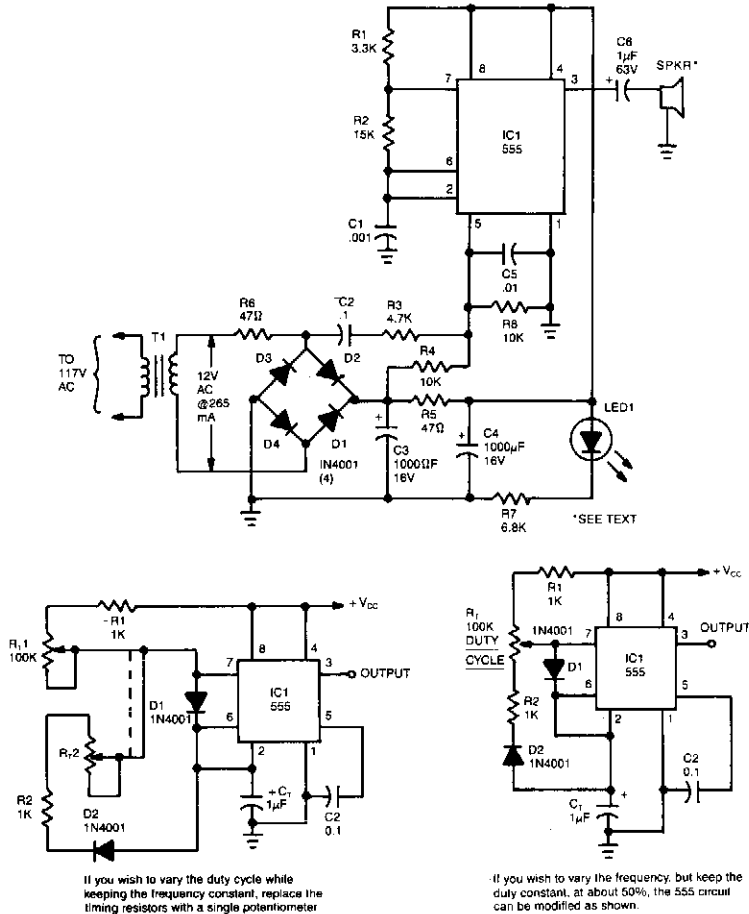 R1
3.3K
R2
15K
C1
.001
7
8
4
3
6
2
5
1
IC1
555
C6
1µF
63V
+
SPKR*
C5
.01
R8
10K
TO
117V
AC
T1
12V
AC
@265
mA
R6
47Ω
C2
.1
R3
4.7K
R4
10K
D3
D2
D4
D1
IN4001
(4)
R5
47Ω
+
C3
1000ΩF
16V
+
C4
1000µF
16V
LED1
R7
6.8K
*SEE TEXT
R1
1K
+ Vcc
RT1
100K
D1
1N4001
RT2
R2
1K
D2
1N4001
7
8
4
3
6
2
1
5
IC1
555
OUTPUT
+ CT
1µF
C2
0.1
If you wish to vary the duty cycle while
keeping the frequency constant, replace the
timing resistors with a single potentiometer
R1
1K
+ Vcc
RT
100K
DUTY
CYCLE
1N4001
D1
R2
1K
D2
1N4001
7
8
4
3
6
2
1
5
IC1
555
OUTPUT
CT
1µF
+
C2
0.1
If you wish to vary the frequency, but keep the
duty constant, at about 50%, the 555 circuit
can be modified as shown.